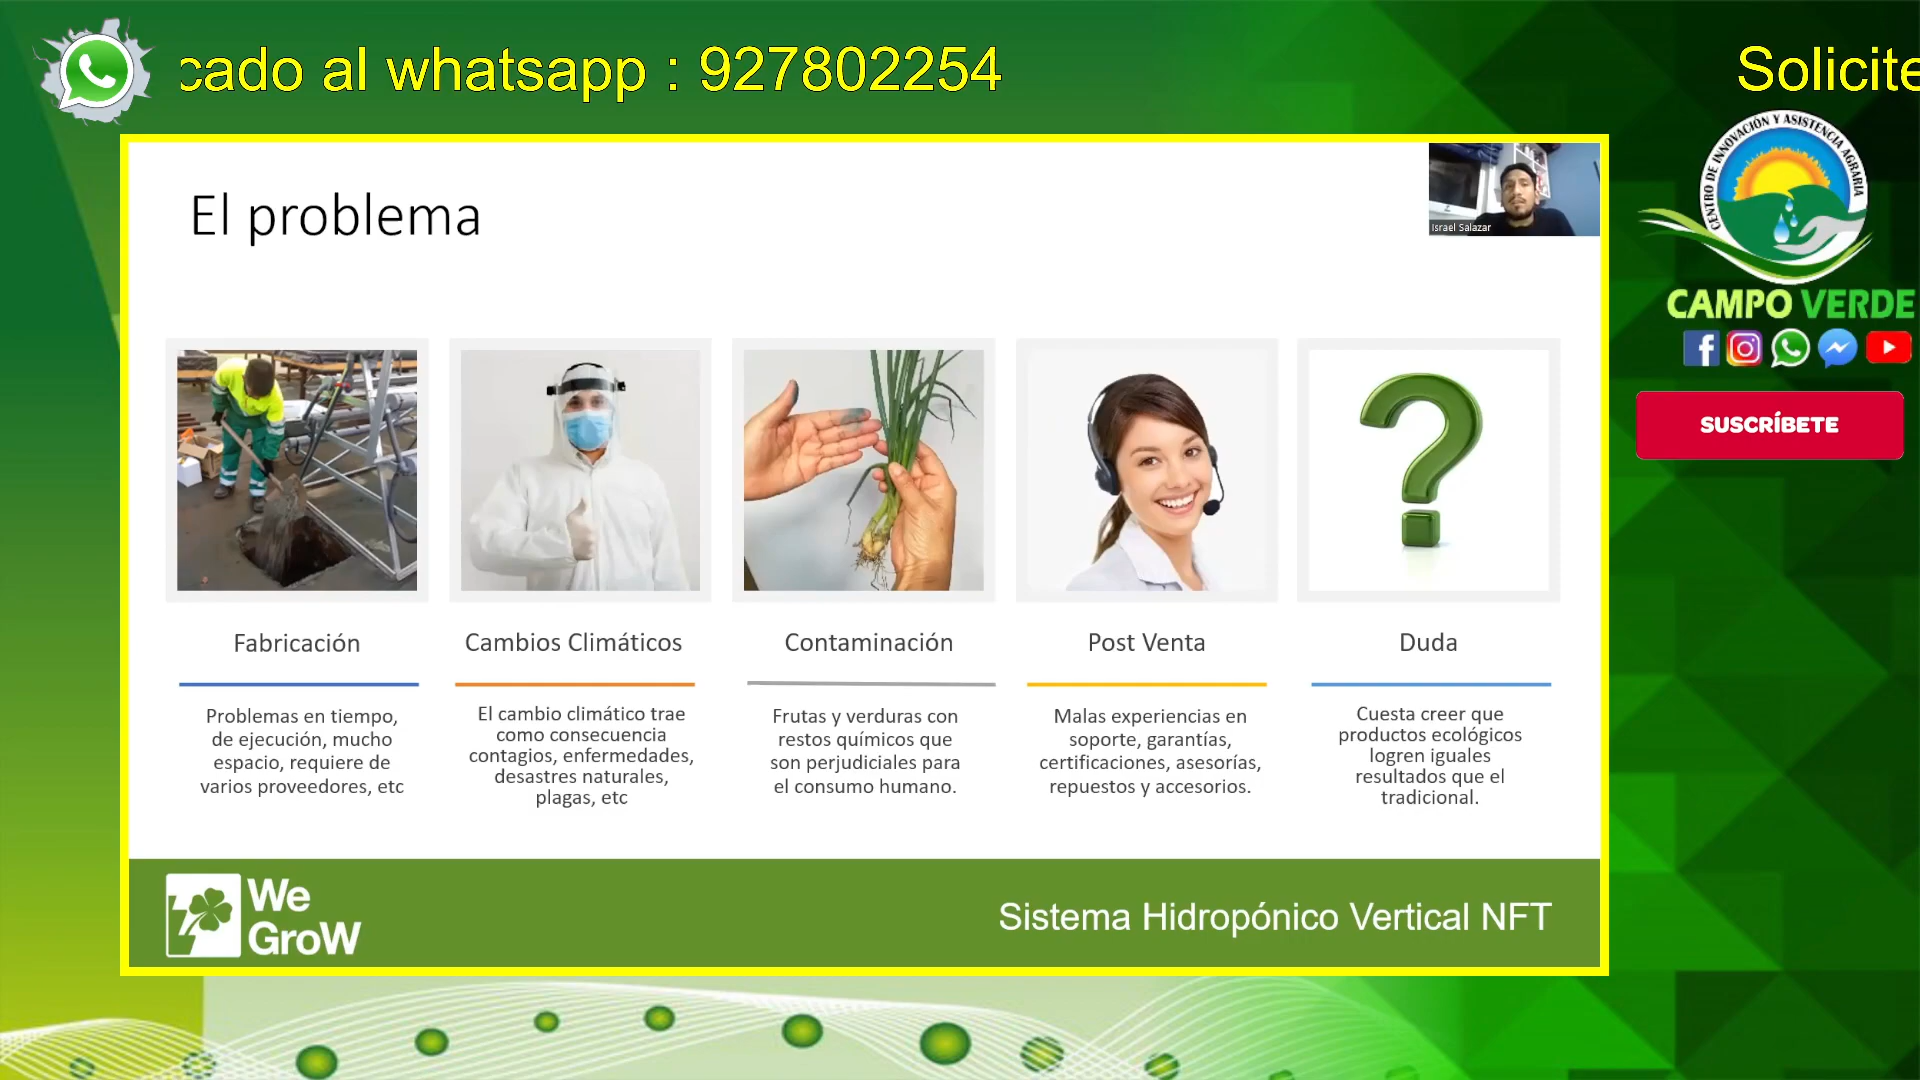 cado al whatsapp : 927802254
Solicite
CENTRO DE INNOVACIÓN Y ASISTENCIA AGRARIA
CAMPO VERDE
SUSCRÍBETE
El problema
Israel Salazar
Fabricación
Problemas en tiempo,
de ejecución, mucho
espacio, requiere de
varios proveedores, etc
Cambios Climáticos
El cambio climático trae
como consecuencia
contagios, enfermedades,
desastres naturales,
plagas, etc
Contaminación
Frutas y verduras con
restos químicos que
son perjudiciales para
el consumo humano.
Post Venta
Malas experiencias en
soporte, garantías,
certificaciones, asesorías,
repuestos y accesorios.
Duda
Cuesta creer que
productos ecológicos
logren iguales
resultados que el
tradicional.
We
GroW
Sistema Hidropónico Vertical NFT